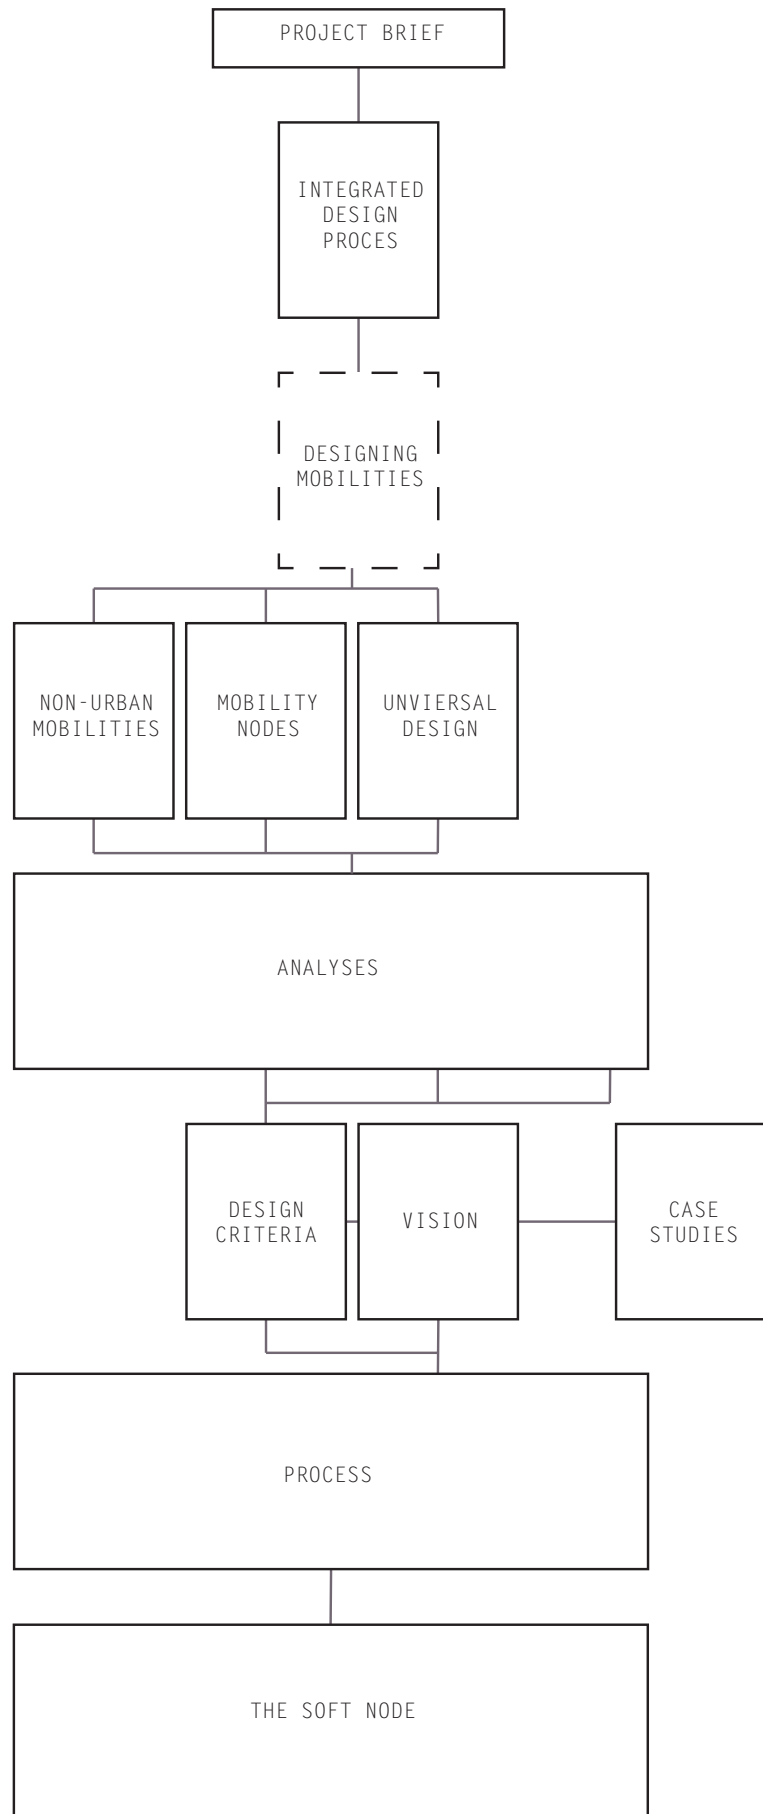 PROJECT BRIEF
INTEGRATED
DESIGN
PROCES
DESIGNING
MOBILITIES
NON-URBAN
MOBILITIES
MOBILITY
NODES
UNVIERSAL
DESIGN
ANALYSES
DESIGN
CRITERIA
VISION
CASE
STUDIES
PROCESS
THE SOFT NODE